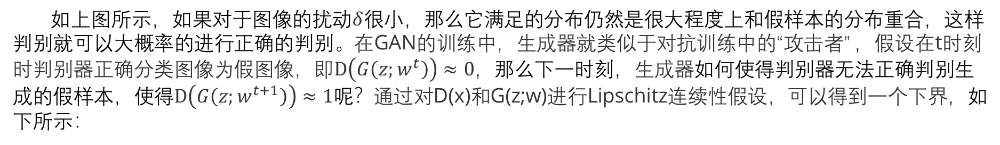 如上图所示，如果对于图像的扰动δ很小，那么它满足的分布仍然是很大程度上和假样本的分布重合，这样
判别就可以大概率的进行正确的判别。在GAN的训练中，生成器就类似于对抗训练中的“攻击者”，假设在t时刻
时判别器正确分类图像为假图像，即D(G(z; w^t)) ≈ 0，那么下一时刻，生成器如何使得判别器无法正确判别生
成的假样本，使得D(G(z; w^{t+1})) ≈ 1呢？通过对D(x)和G(z;w)进行Lipschitz连续性假设，可以得到一个下界，如
下所示：